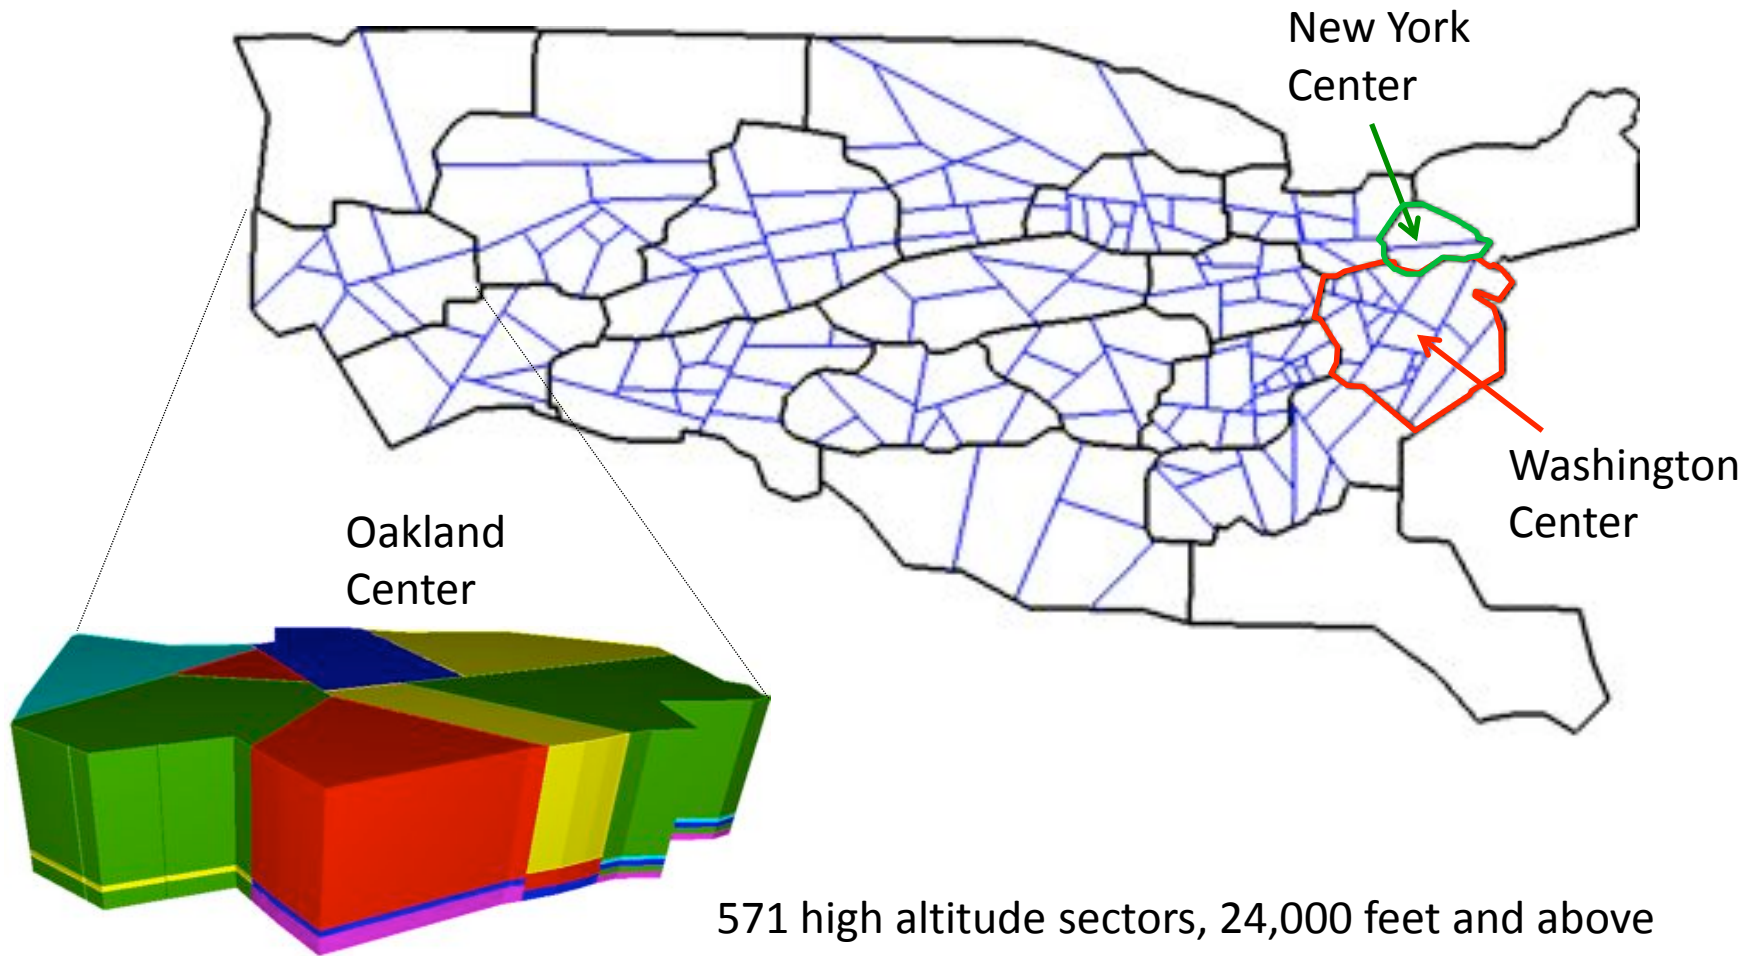 New York
Center
Washington
Center
Oakland
Center
571 high altitude sectors, 24,000 feet and above